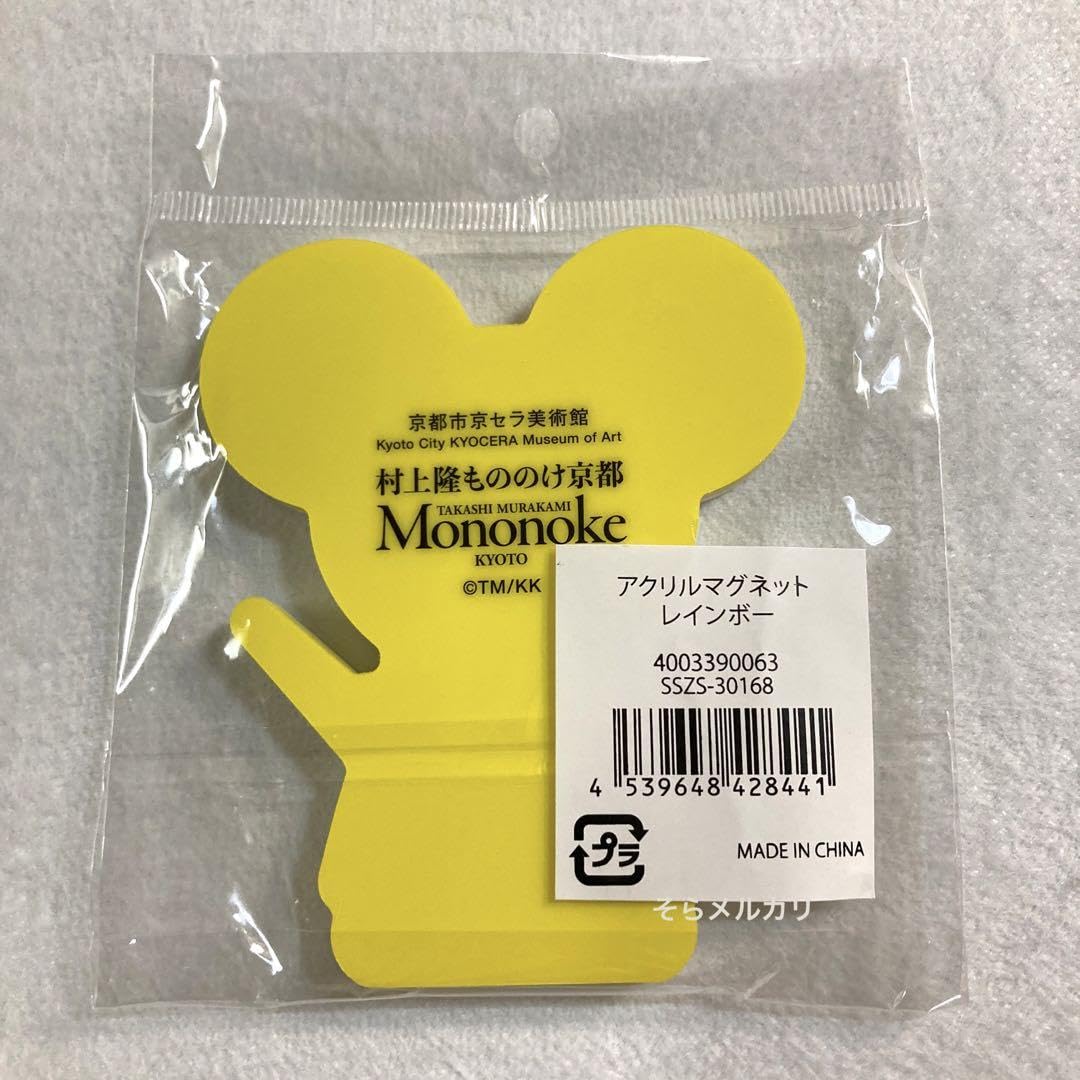 京都市京セラ美術館
Kyoto City KYOCERA Museum of Art
村上隆もののけ京都
TAKASHI MURAKAMI
Mononoke
KYOTO
©TM/KK
アクリルマグネット
レインボー
4003390063
SSZS-30168
4 539648 428441
プラ
MADE IN CHINA
そらメルカリ